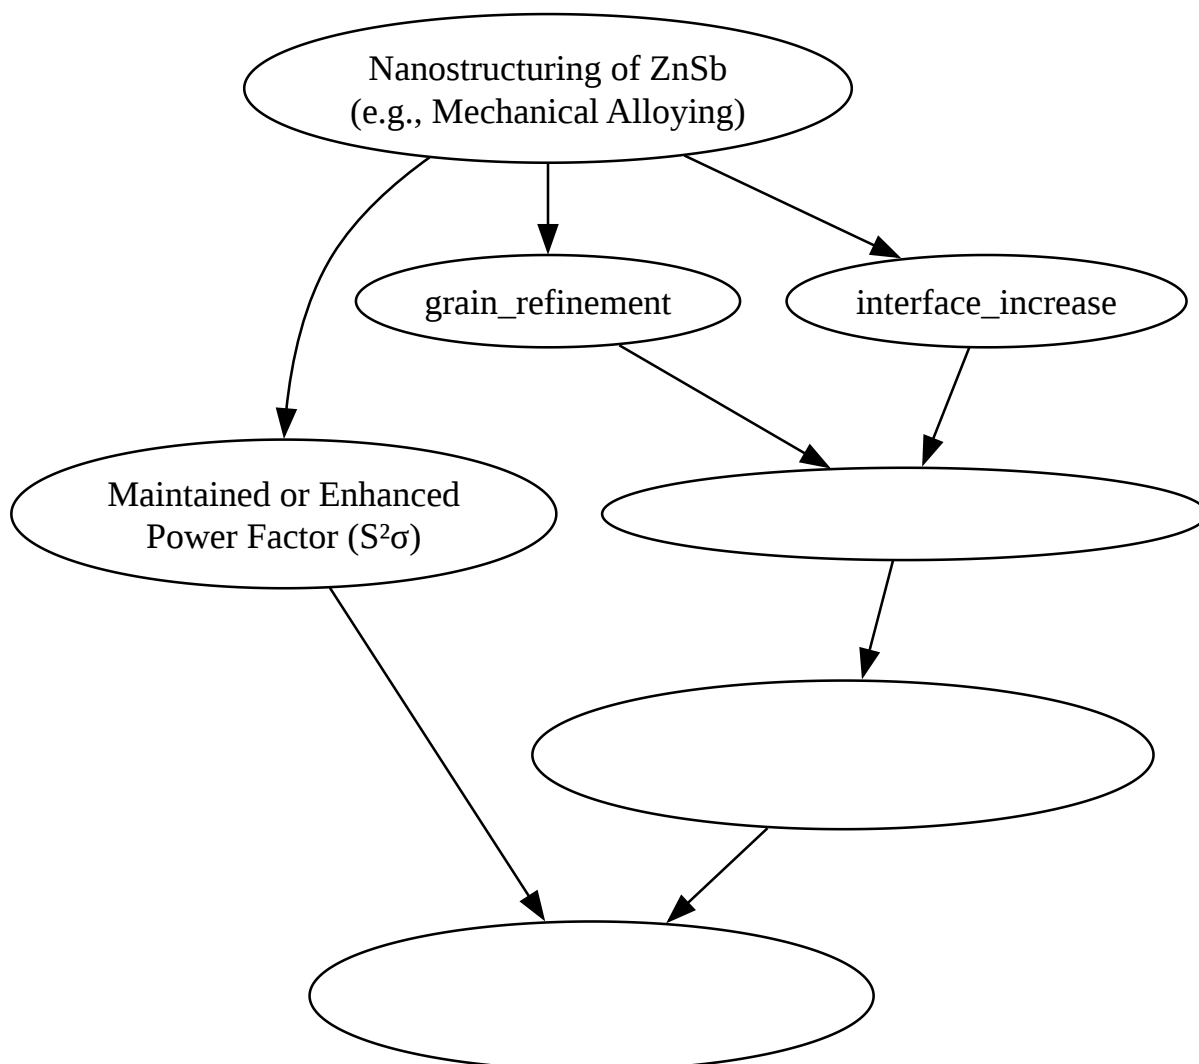 Nanostructuring of ZnSb
(e.g., Mechanical Alloying)
grain_refinement
interface_increase
Maintained or Enhanced
Power Factor (S²σ)